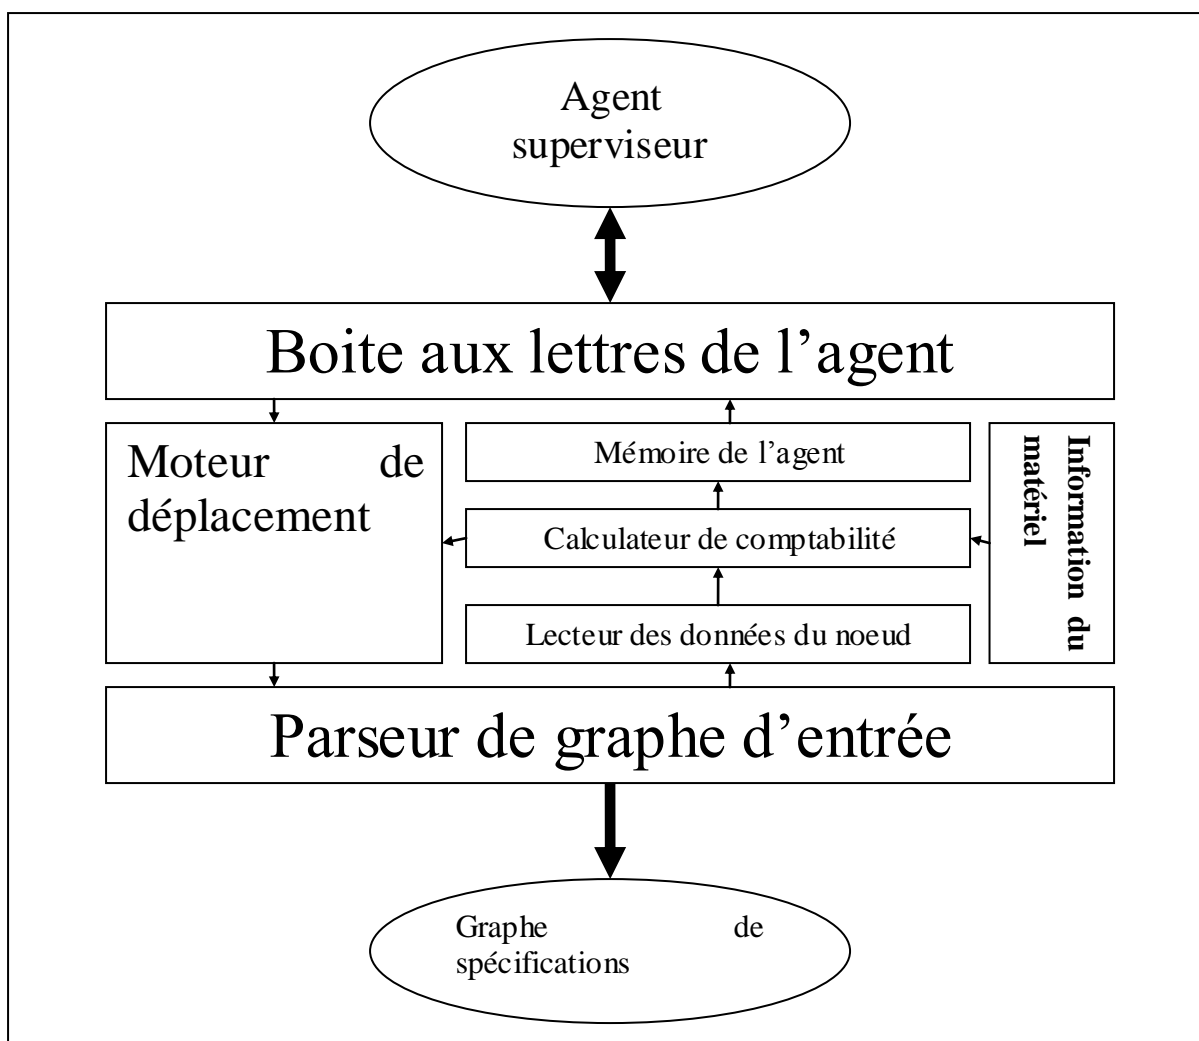 Agent
superviseur
Boite aux lettres de l’agent
Moteur de
déplacement
Mémoire de l’agent
Calculateur de comptabilité
Lecteur des données du noeud
Information du
matériel
Parseur de graphe d’entrée
Graphe de
spécifications